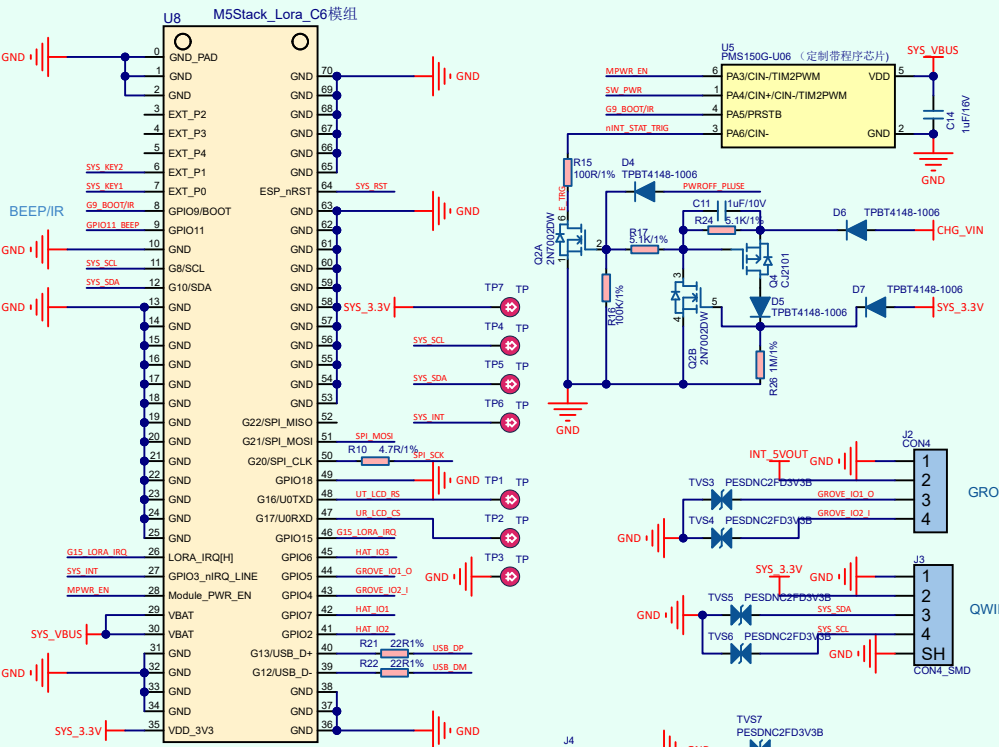 U8
M5Stack_Lora_C6模组
GND
0 GND_PAD
1 GND
2 GND
3 EXT_P2
4 EXT_P3
5 EXT_P4
SYS_KEY2 6 EXT_P1
SYS_KEY1 7 EXT_P0
BEEP/IR
G9_BOOT/IR 8 GPIO9/BOOT
GPIO11_BEEP 9 GPIO11
GND 10 GND
SYS_SCL 11 G8/SCL
SYS_SDA 12 G10/SDA
GND 13 GND
14 GND
15 GND
16 GND
17 GND
18 GND
19 GND
20 GND
21 GND
22 GND
23 GND
24 GND
25 GND
G15_LORA_IRQ 26 LORA_IRQ[H]
SYS_INT 27 GPIO3_nIRQ_LINE
MPWR_EN 28 Module_PWR_EN
29 VBAT
SYS_VBUS 30 VBAT
31 GND
GND 32 GND
33 GND
34 GND
SYS_3.3V 35 VDD_3V3
GND 70 GND
GND 69
GND 68
GND 67
GND 66
GND 65
ESP_nRST 64 SYS_RST
GND 63 GND
GND 62
GND 61
GND 60
GND 59
GND 58
GND 57
GND 56
GND 55
GND 54
GND 53
G22/SPI_MISO 52
G21/SPI_MOSI 51 SPI_MOSI
G20/SPI_CLK 50 R10 4.7R/1% SPI_SCK
GPIO18 49 GND
G16/U0TXD 48 UT_LCD_RS
G17/U0RXD 47 UR_LCD_CS
GPIO15 46 G15_LORA_IRQ
GPIO6 45 HAT_IO3
GPIO5 44 GROVE_IO1_O
GPIO4 43 GROVE_IO2_I
GPIO7 42 HAT_IO1
GPIO2 41 HAT_IO2
G13/USB_D+ 40 R21 22R1% USB_DP
G12/USB_D- 39 R22 22R1% USB_DM
GND 38
GND 37
GND 36 GND
SYS_3.3V TP7 TP
SYS_SCL TP4 TP
SYS_SDA TP5 TP
SYS_INT TP6 TP
TP1 TP
TP2 TP
GND TP3 TP
U5
PMS150G-U06 （定制带程序芯片)
MPWR_EN 6 PA3/CIN-/TIM2PWM
SW_PWR 1 PA4/CIN+/CIN-/TIM2PWM
G9_BOOT/IR 4 PA5/PRSTB
nINT_STAT_TRIG 3 PA6/CIN-
VDD 5
GND 2
SYS_VBUS
C14
1uF/16V
GND
R15
100R/1%
E_TRG
D4
TPBT4148-1006
PWROFF_PLUSE
C11 1uF/10V
R24 5.1K/1%
R17
5.1K/1%
Q2A
2N7002DW
6
2
1
R16
100K/1%
Q2B
2N7002DW
3
5
4
Q4
CJ2101
D5
TPBT4148-1006
R26 1M/1%
D6 TPBT4148-1006
CHG_VIN
D7 TPBT4148-1006
SYS_3.3V
GND
J2
CON4
INT_5VOUT GND
1
2
3
4
TVS3 PESDNC2FD3V3B
GROVE_IO1_O
TVS4 PESDNC2FD3V3B
GROVE_IO2_I
GND
GRO
J3
SYS_3.3V GND
1
2
3
4
SH
TVS5 PESDNC2FD3V3B
SYS_SDA
TVS6 PESDNC2FD3V3B
SYS_SCL
GND
GND
CON4_SMD
QWI
TVS7
PESDNC2FD3V3B
J4